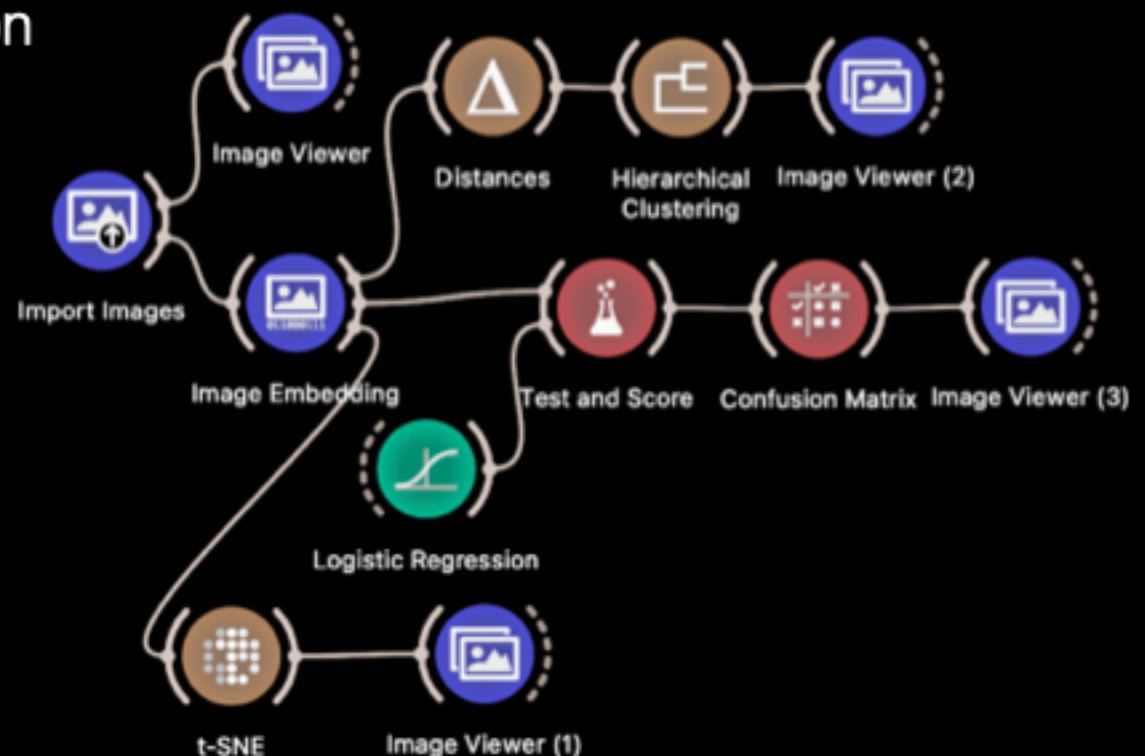 on
Image Viewer
Distances
Hierarchical
Clustering
Image Viewer (2)
Import Images
Image Embedding
Test and Score
Confusion Matrix
Image Viewer (3)
Logistic Regression
t-SNE
Image Viewer (1)